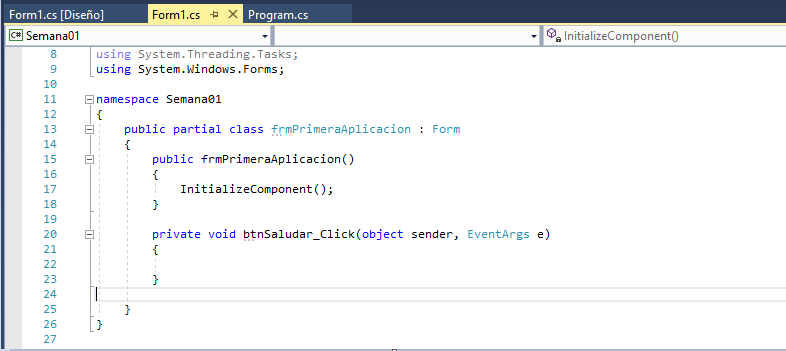 Form1.cs [Diseño] Form1.cs Program.cs
C# Semana01 InitializeComponent()
8 using System.Threading.Tasks;
9 using System.Windows.Forms;
10
11 namespace Semana01
12 {
13 public partial class frmPrimeraAplicacion : Form
14 {
15 public frmPrimeraAplicacion()
16 {
17 InitializeComponent();
18 }
19
20 private void btnSaludar_Click(object sender, EventArgs e)
21 {
22
23 }
24
25 }
26 }
27